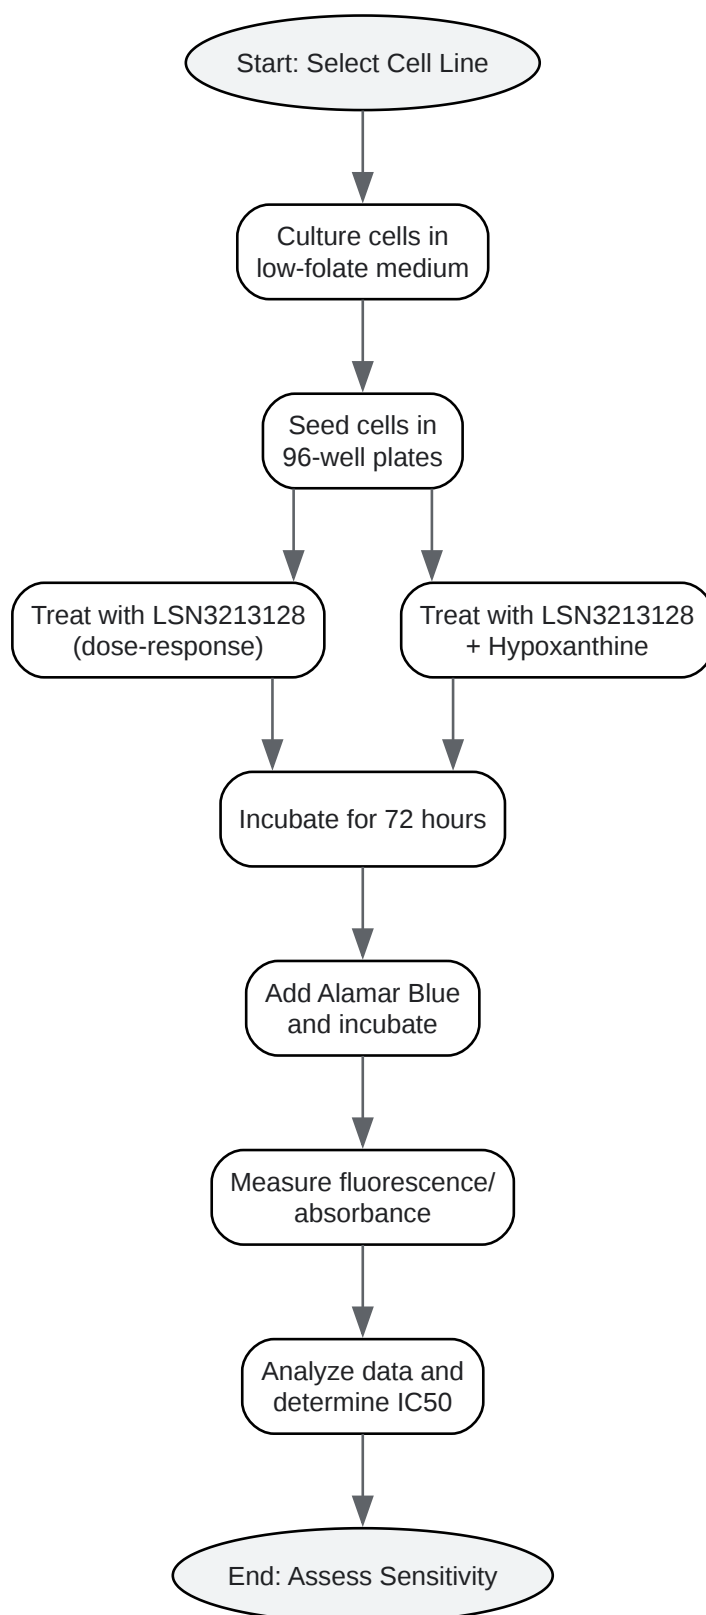 Start: Select Cell Line
Culture cells in
low-folate medium
Seed cells in
96-well plates
Treat with LSN3213128
(dose-response)
Treat with LSN3213128
+ Hypoxanthine
Incubate for 72 hours
Add Alamar Blue
and incubate
Measure fluorescence/
absorbance
Analyze data and
determine IC50
End: Assess Sensitivity